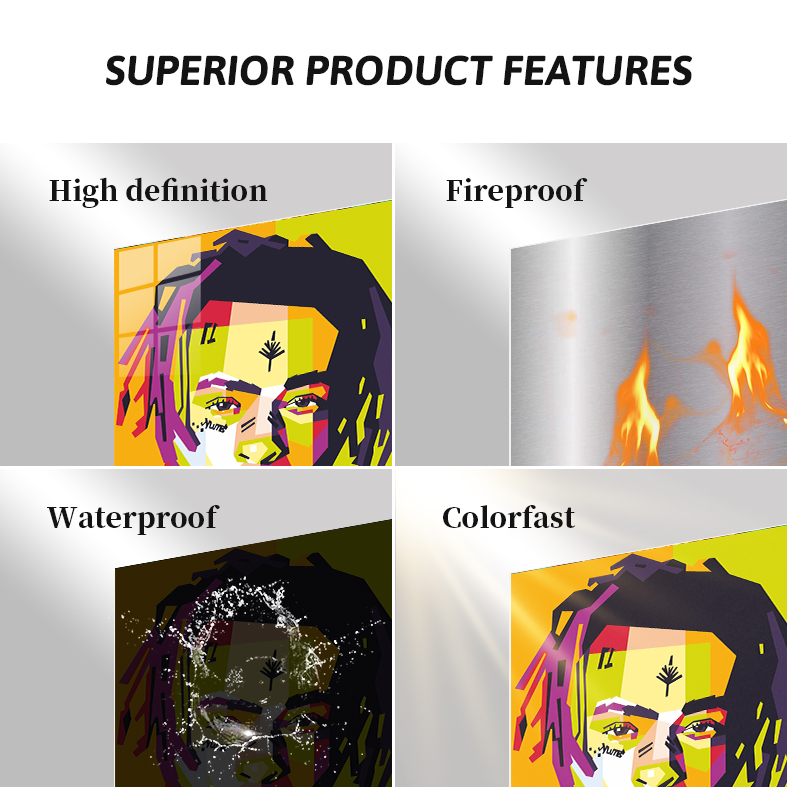 SUPERIOR PRODUCT FEATURES
High definition
Fireproof
Waterproof
Colorfast